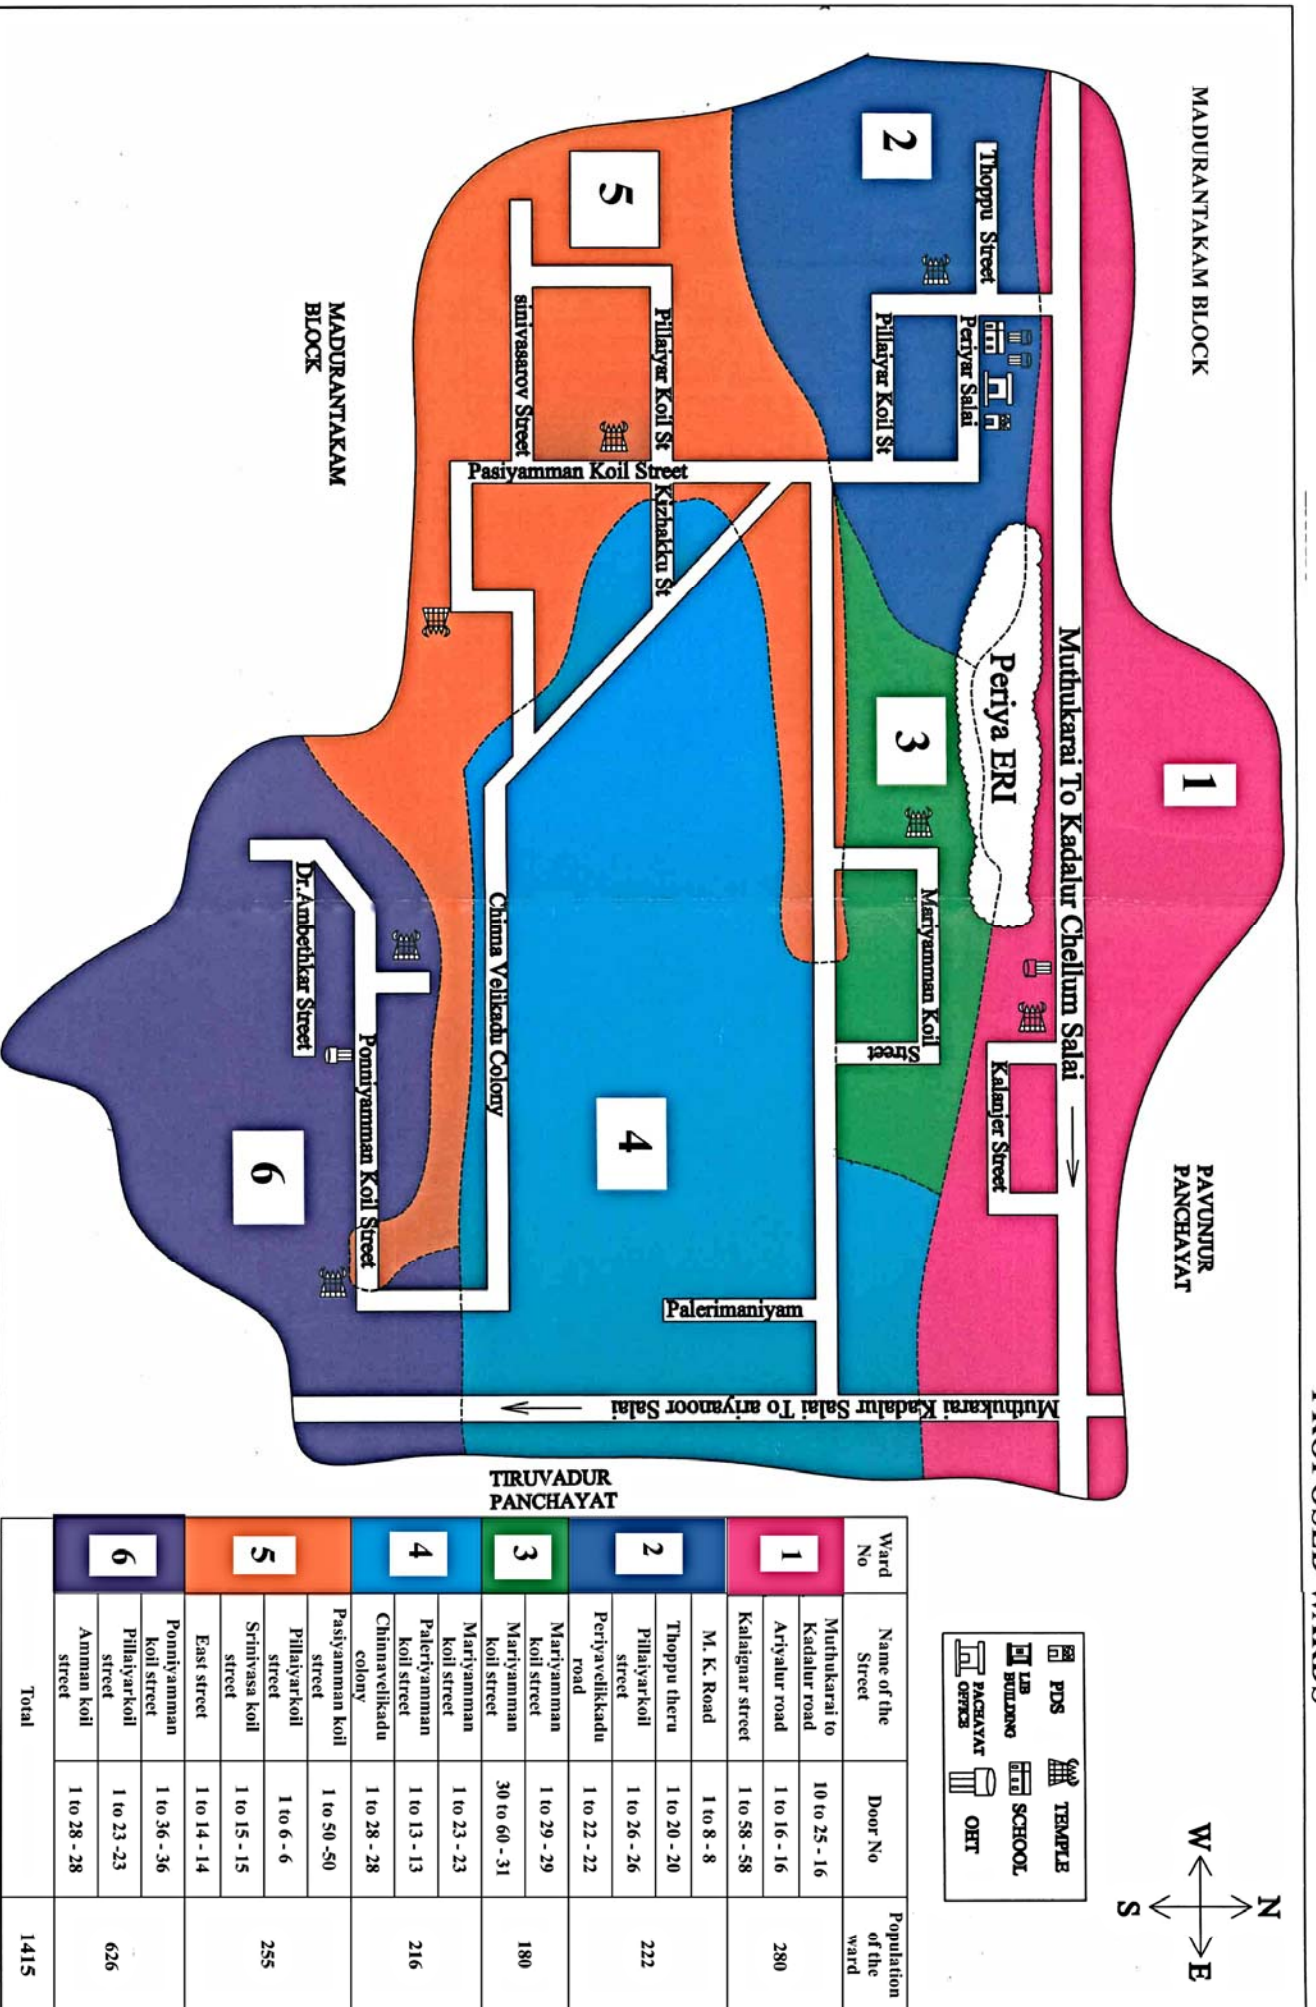 MADURANTAKAM BLOCK
PAVUNJUR
PANCHAYAT
N
W
E
S
1
Muthukarai To Kadalur Chellum Salai
Thoppu Street
2
Periyar Salai
Pillaiyar Koil St
Periya ERI
3
Mariyamman Koil
Street
Kalanjer Street
5
Pillaiyar Koil St
sinivasarov Street
Pasiyamman Koil Street
Kizhakku St
4
Palerimaniyam
Muthukarai Kadalur Salai To ariyanoor Salai
Chinna Velikadu Colony
MADURANTAKAM
BLOCK
Dr.Ambethkar Street
Ponniyamman Koil Street
6
TIRUVADUR
PANCHAYAT
PDS
TEMPLE
LIB
BUILDING
SCHOOL
PACHAYAT
OFFICE
OHT
Ward
No
Name of the
Street
Door No
Population
of the
ward
1
Muthukarai to
Kadalur road
10 to 25 - 16
280
Ariyalur road
1 to 16 - 16
Kalaignar street
1 to 58 - 58
2
M. K. Road
1 to 8 - 8
222
Thoppu theru
1 to 20 - 20
Pillaiyarkoil
street
1 to 26 - 26
Periyavelikkadu
road
1 to 22 - 22
3
Mariyamman
koil street
1 to 29 - 29
180
Mariyamman
koil street
30 to 60 - 31
4
Mariyamman
koil street
1 to 23 - 23
216
Paleriyamman
koil street
1 to 13 - 13
Chinnavelikadu
colony
1 to 28 - 28
5
Pasiyamman koil
street
1 to 50 -50
255
Pillaiyarkoil
street
1 to 6 - 6
Srinivasa koil
street
1 to 15 - 15
East street
1 to 14 - 14
6
Ponniyamman
koil street
1 to 36 - 36
626
Pillaiyarkoil
street
1 to 23 -23
Amman koil
street
1 to 28 - 28
Total
1415